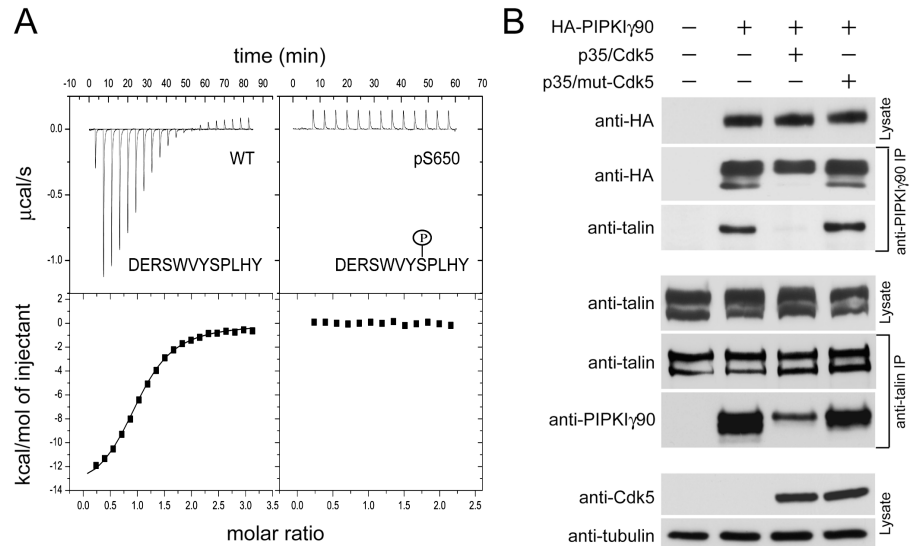 A
time (min)
-10 0 10 20 30 40 50 60 70 80 90
0 10 20 30 40 50 60 70
µcal/s
0.0
-0.5
-1.0
WT
DERSWVYSPLHY
pS650
P
DERSWVYSPLHY
kcal/mol of injectant
0
-2
-4
-6
-8
-10
-12
-14
0.0 0.5 1.0 1.5 2.0 2.5 3.0 3.5
0.0 0.5 1.0 1.5 2.0 2.5
molar ratio
B
HA-PIPKIγ90 − + + +
p35/Cdk5 − − + −
p35/mut-Cdk5 − − − +
anti-HA
Lysate
anti-HA
anti-talin
anti-PIPKIγ90 IP
anti-talin
Lysate
anti-talin
anti-PIPKIγ90
anti-talin IP
anti-Cdk5
anti-tubulin
Lysate